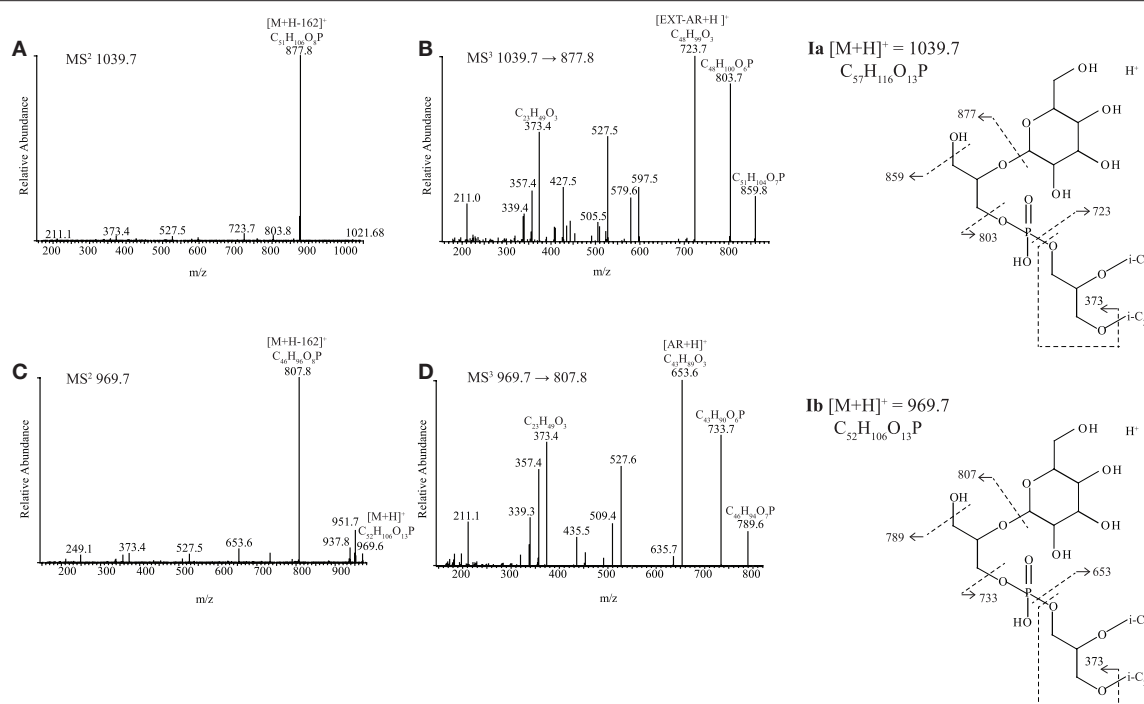 A
MS2 1039.7
[M+H-162]+
C51H106O8P
877.8
Relative Abundance
211.1
373.4
527.5
723.7
803.8
1021.68
200 300 400 500 600 700 800 900 1000
m/z
B
MS3 1039.7 → 877.8
[EXT-AR+H ]+
C48H99O3
723.7
C48H100O6P
803.7
C23H49O3
373.4
527.5
357.4
427.5
597.5
579.6
C51H104O7P
859.8
211.0
339.4
505.5
Relative Abundance
200 300 400 500 600 700 800
m/z
Ia [M+H]+ = 1039.7
C57H116O13P
H+
OH
877
O
OH
OH
O
OH
859
OH
O
803
O
P
723
HO
O
O
i-C
373
O
i-C
C
MS2 969.7
[M+H-162]+
C46H96O8P
807.8
Relative Abundance
[M+H]+
951.7
C52H106O13P
937.8
969.6
249.1
373.4
527.5
653.6
200 300 400 500 600 700 800 900
m/z
D
MS3 969.7 → 807.8
[AR+H]+
C43H89O3
653.6
C43H90O6P
733.7
C23H49O3
373.4
357.4
527.6
C46H94O7P
789.6
211.1
339.3
509.4
435.5
635.7
Relative Abundance
200 300 400 500 600 700 800
m/z
Ib [M+H]+ = 969.7
C52H106O13P
H+
OH
807
O
OH
OH
O
OH
789
OH
O
733
O
P
653
HO
O
O
i-C
373
O
i-C